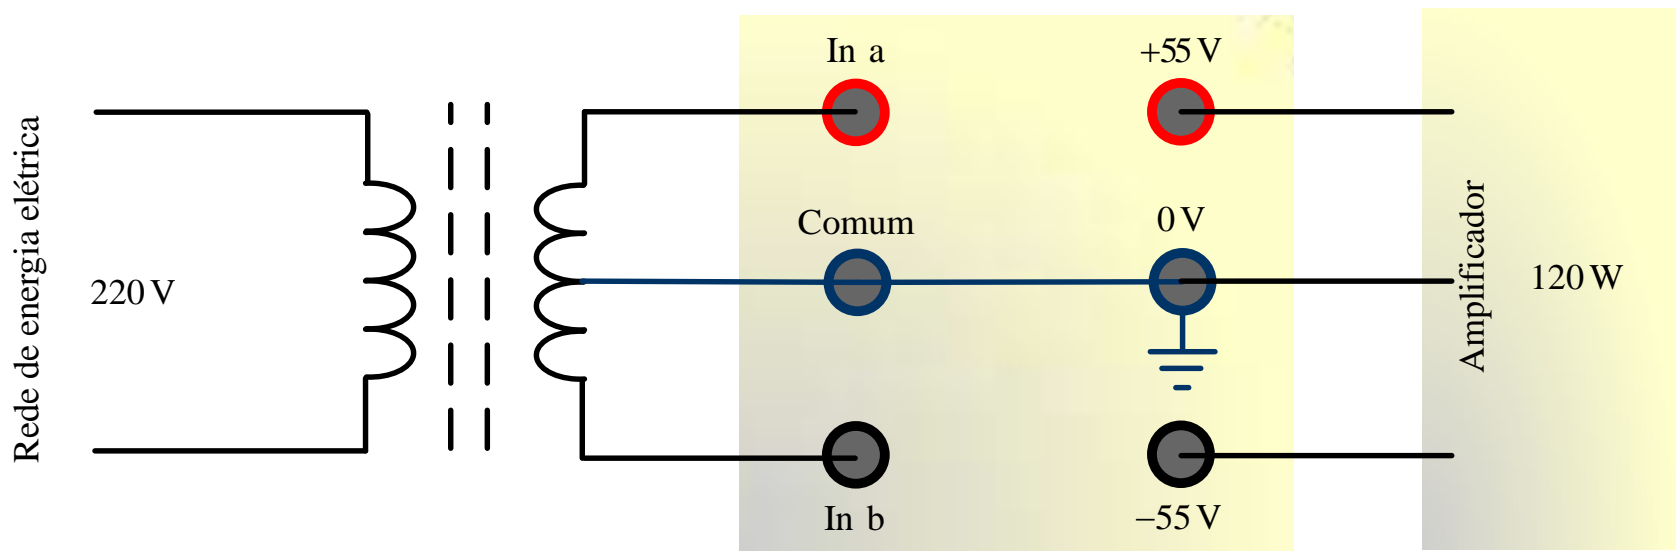 Rede de energia elétrica
220 V
In a
+55 V
Comum
0 V
In b
−55 V
Amplificador
120 W